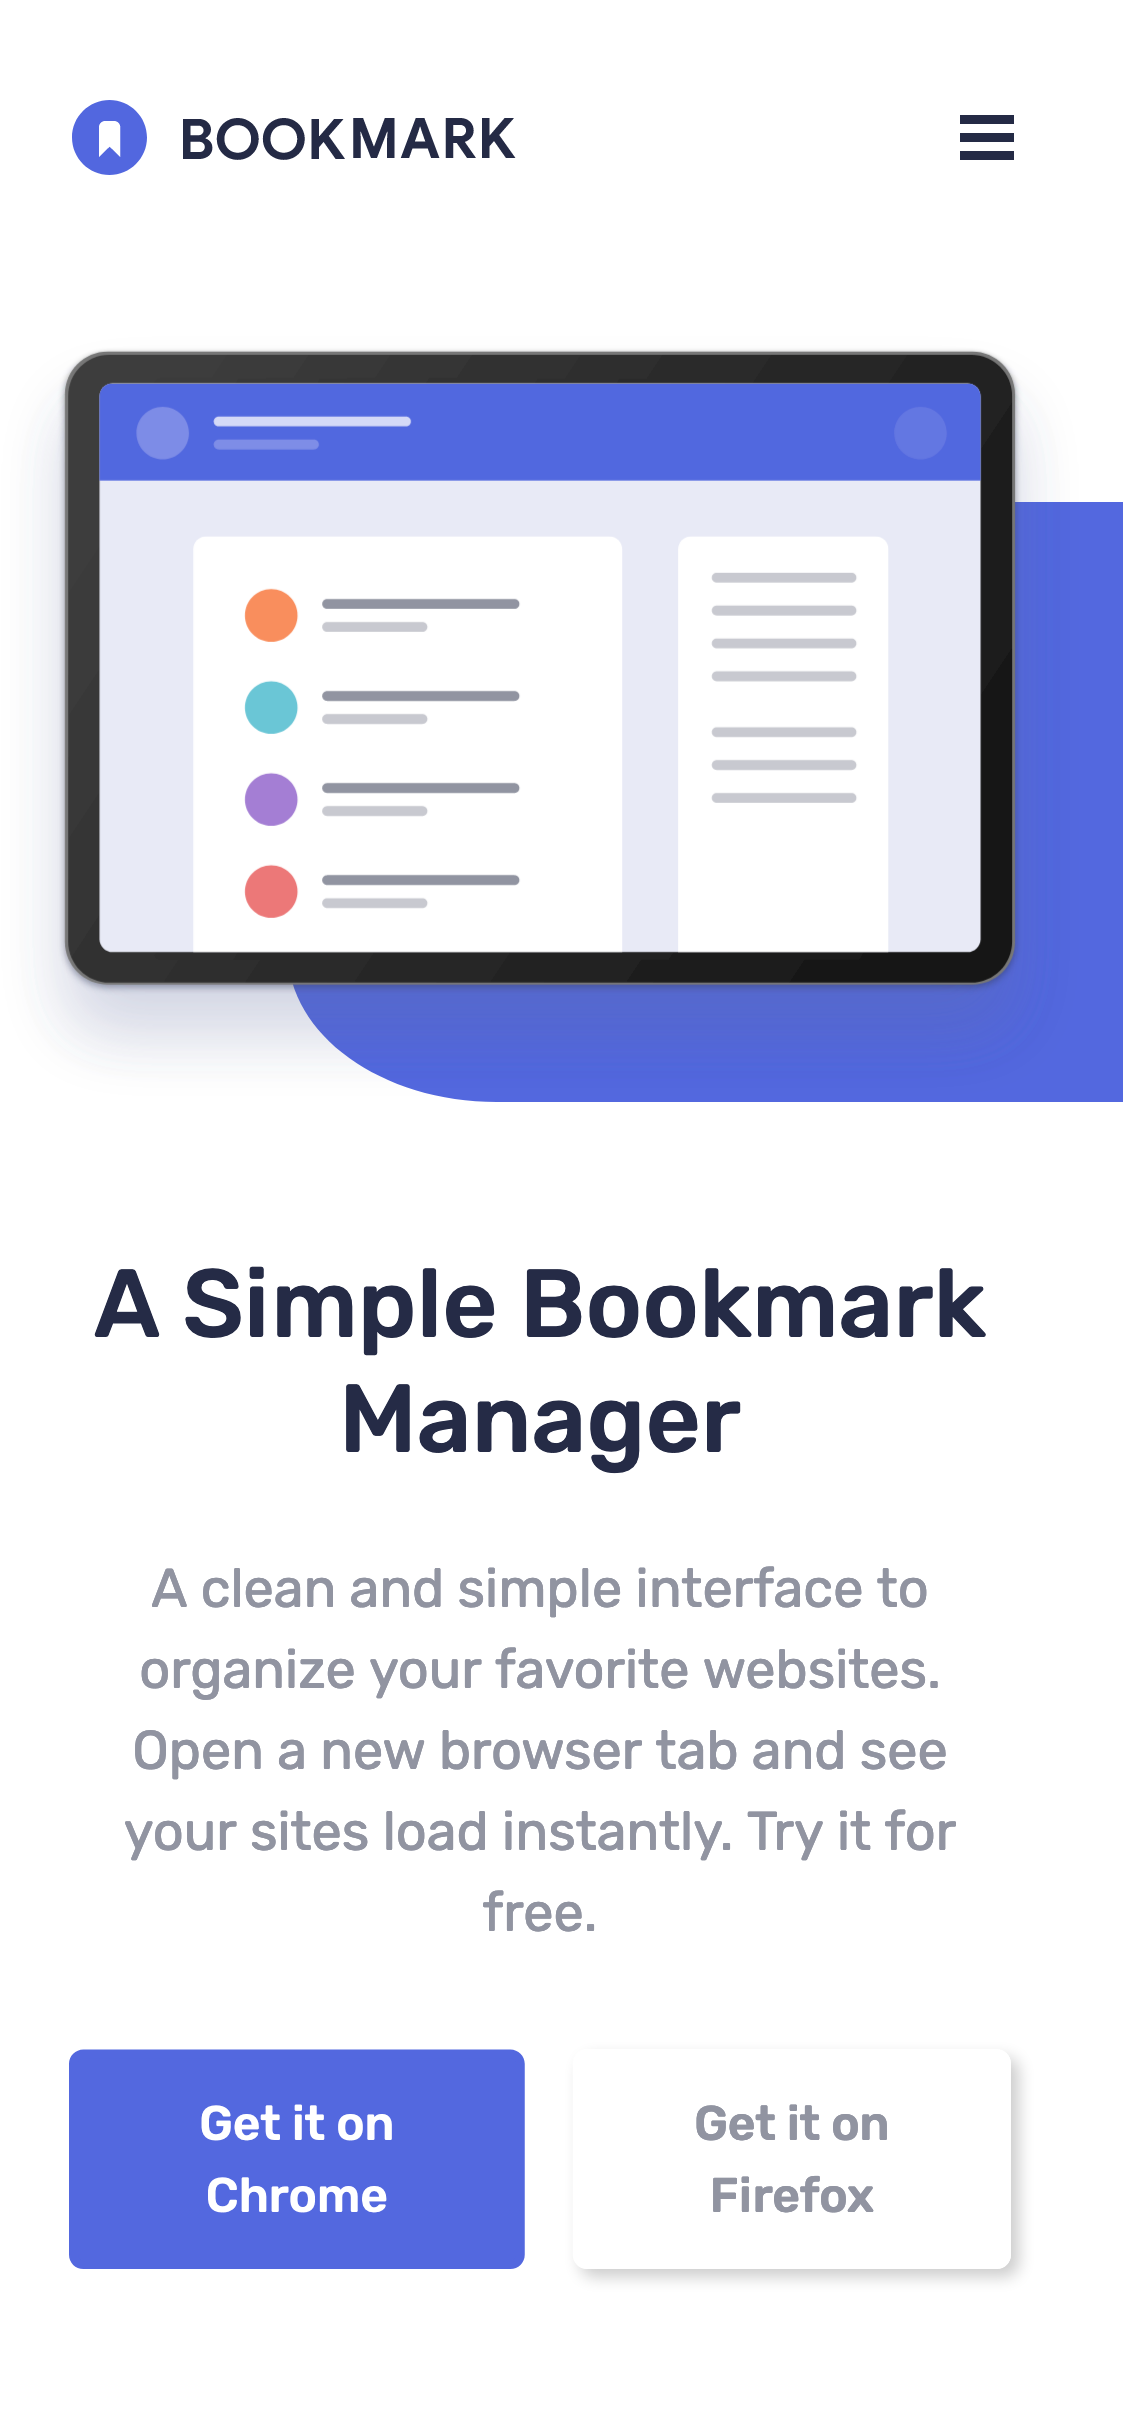 BOOKMARK
A Simple Bookmark
Manager
A clean and simple interface to
organize your favorite websites.
Open a new browser tab and see
your sites load instantly. Try it for
free.
Get it on
Chrome
Get it on
Firefox